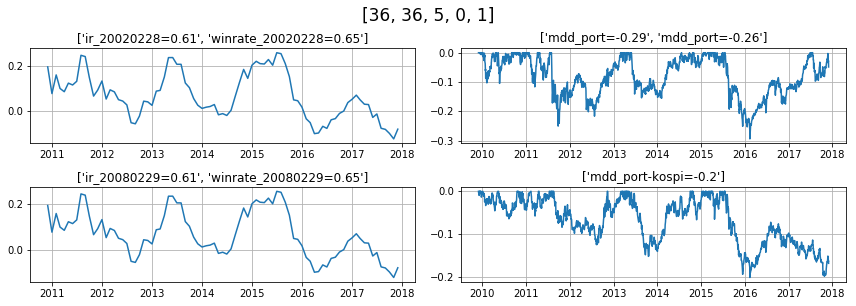 [36, 36, 5, 0, 1]
['ir_20020228=0.61', 'winrate_20020228=0.65']
0.2
0.0
2011 2012 2013 2014 2015 2016 2017 2018
['mdd_port=-0.29', 'mdd_port=-0.26']
0.0
−0.1
−0.2
−0.3
2010 2011 2012 2013 2014 2015 2016 2017 2018
['ir_20080229=0.61', 'winrate_20080229=0.65']
0.2
0.0
2011 2012 2013 2014 2015 2016 2017 2018
['mdd_port-kospi=-0.2']
0.0
−0.1
−0.2
2010 2011 2012 2013 2014 2015 2016 2017 2018